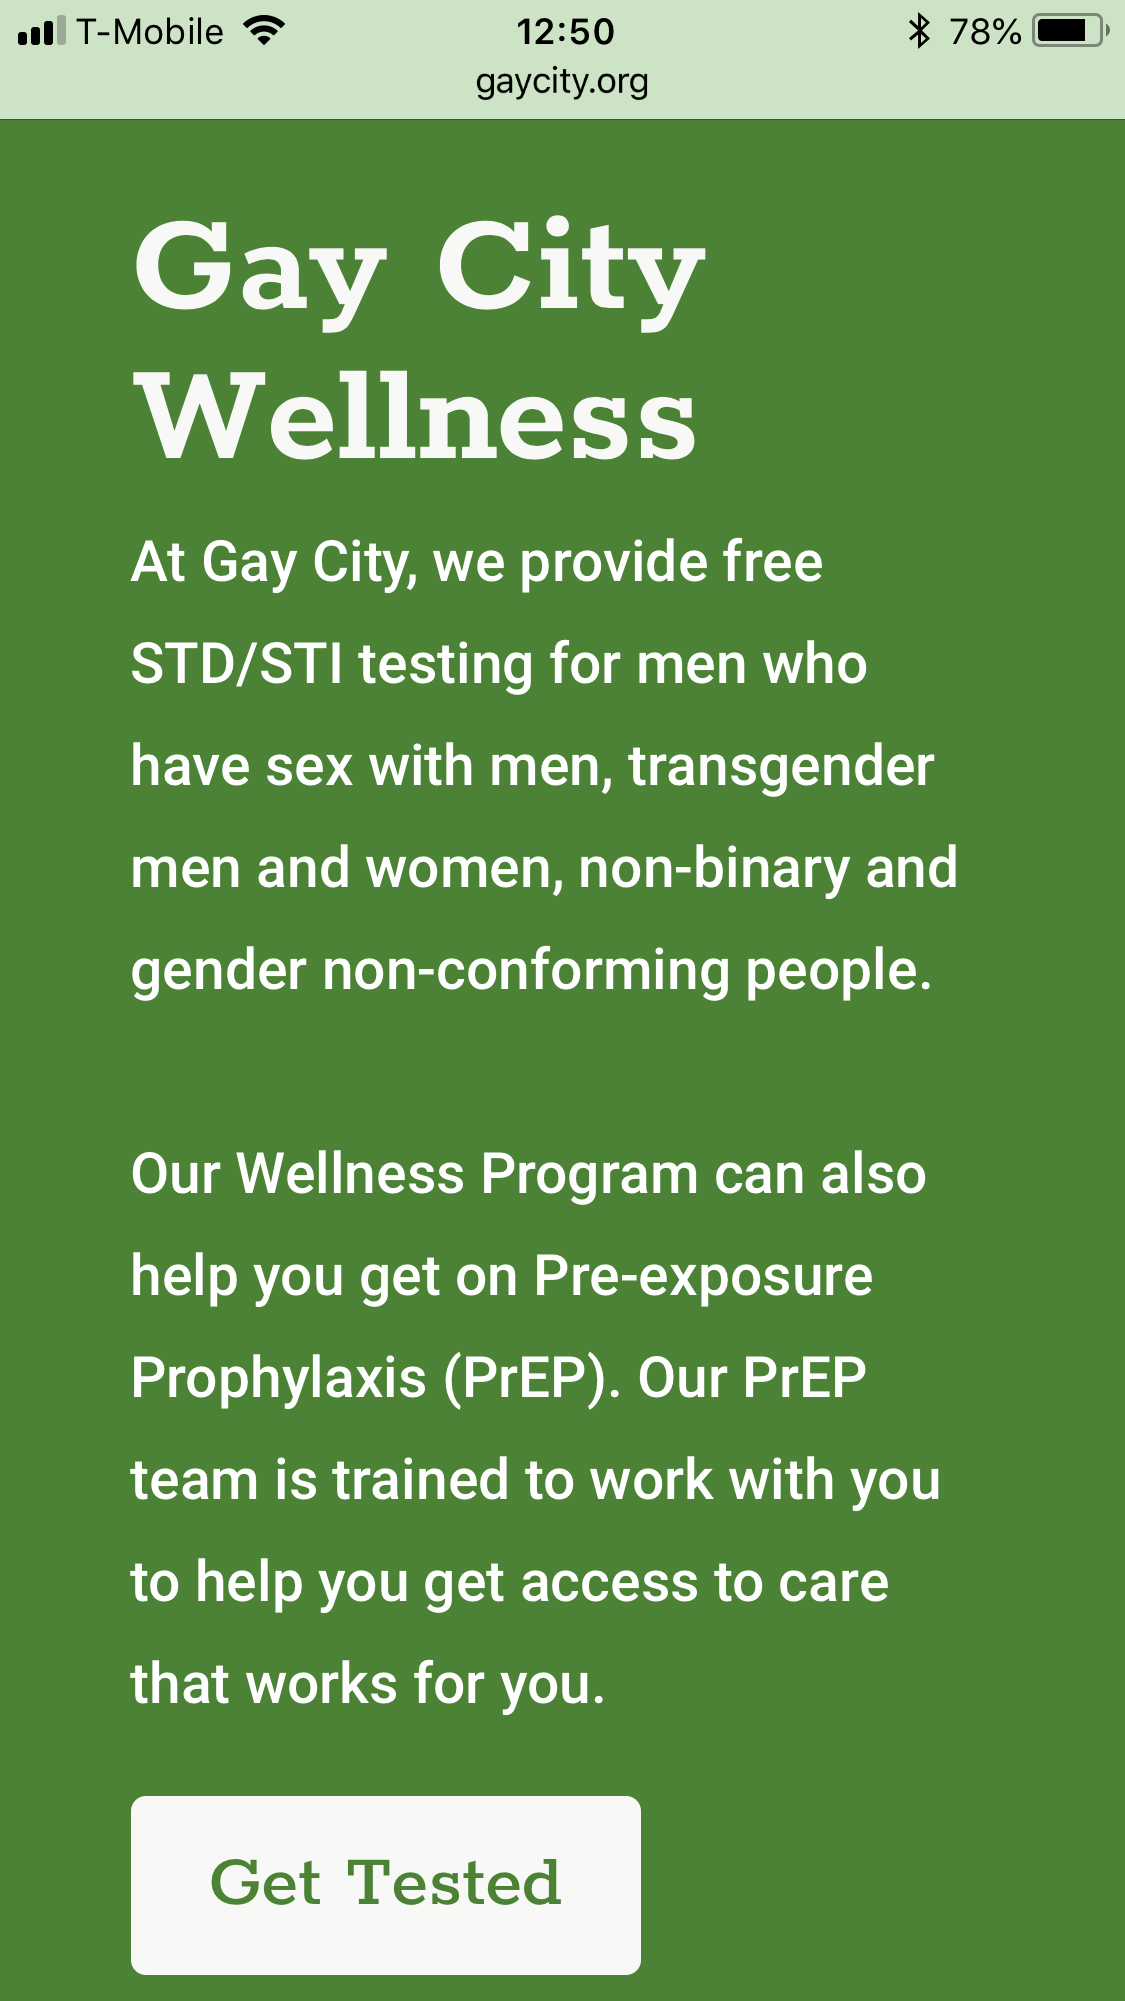 T-Mobile 12:50 78%
gaycity.org
Gay City
Wellness
At Gay City, we provide free
STD/STI testing for men who
have sex with men, transgender
men and women, non-binary and
gender non-conforming people.
Our Wellness Program can also
help you get on Pre-exposure
Prophylaxis (PrEP). Our PrEP
team is trained to work with you
to help you get access to care
that works for you.
Get Tested